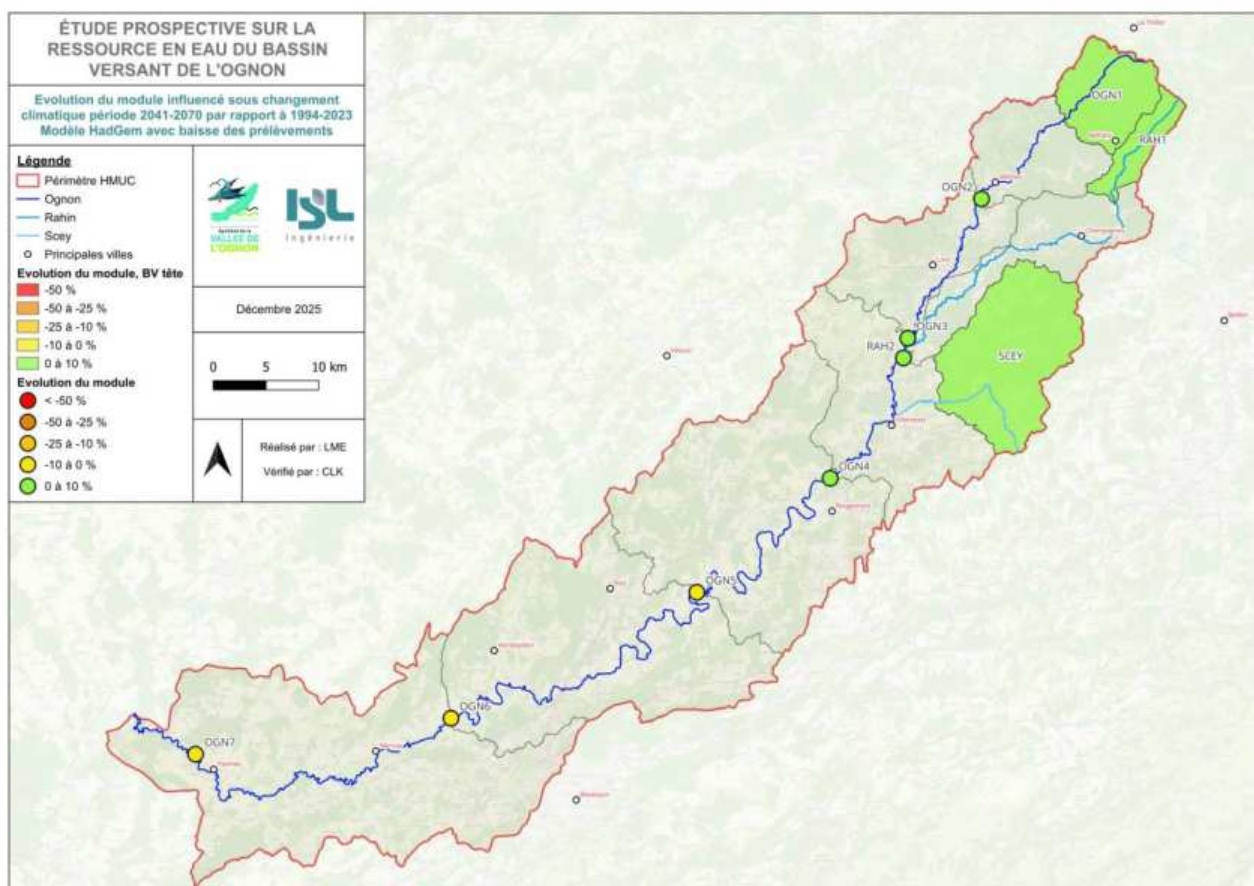 ÉTUDE PROSPECTIVE SUR LA
RESSOURCE EN EAU DU BASSIN
VERSANT DE L'OGNON
Evolution du module influencé sous changement
climatique période 2041-2070 par rapport à 1994-2023
Modèle HadGem avec baisse des prélèvements
Légende
Périmètre HMUC
Ognon
Rahin
Scey
Principales villes
Evolution du module, BV tête
-50 %
-50 à -25 %
-25 à -10 %
-10 à 0 %
0 à 10 %
Evolution du module
< -50 %
-50 à -25 %
-25 à -10 %
-10 à 0 %
0 à 10 %
VALLÉE DE
L'OGNON
ISL
Ingénierie
Décembre 2025
0 5 10 km
Réalisé par : LME
Vérifié par : CLK
OGN1
RAH1
OGN2
OGN3
RAH2
SCEY
OGN4
OGN5
OGN6
OGN7